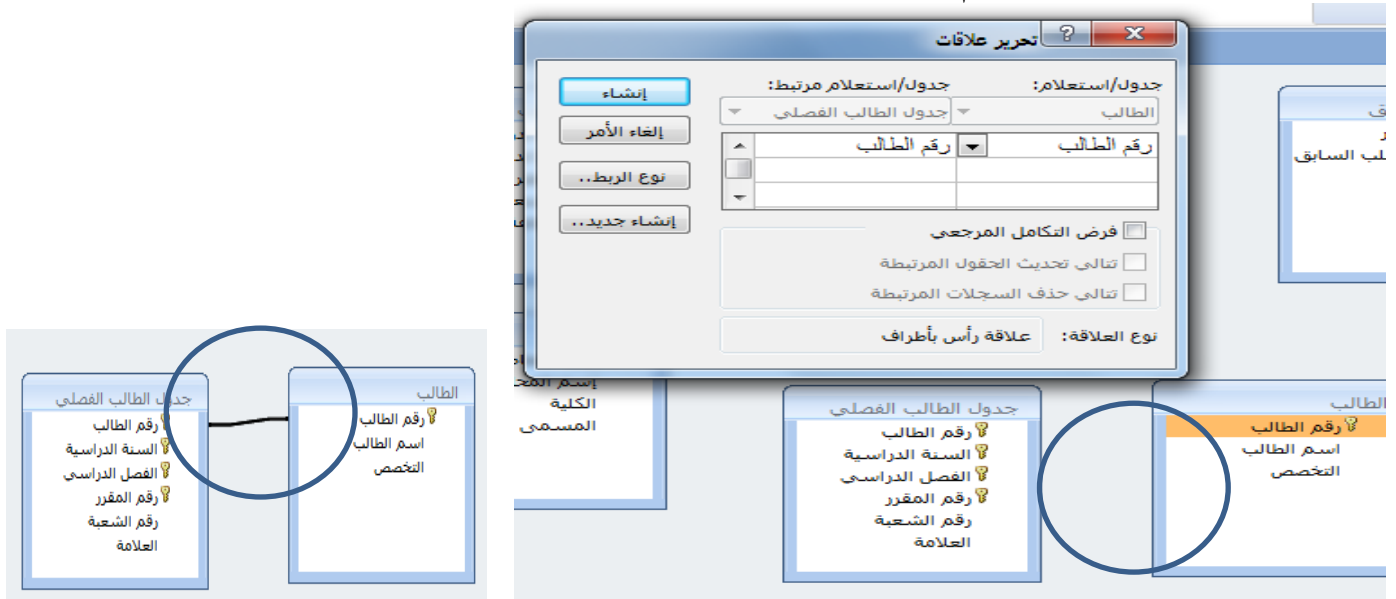 تحرير علاقات
جدول/استعلام:
جدول/استعلام مرتبط:
إنشاء
الطالب
جدول الطالب الفصلي
إلغاء الأمر
رقم الطالب
رقم الطالب
نوع الربط..
إنشاء جديد..
فرض التكامل المرجعي
تتالي تحديث الحقول المرتبطة
تتالي حذف السجلات المرتبطة
نوع العلاقة:
علاقة رأس بأطراف
لب السابق
الكلية
المسمى
الطالب
رقم الطالب
اسم الطالب
التخصص
جدول الطالب الفصلي
رقم الطالب
السنة الدراسية
الفصل الدراسي
رقم المقرر
رقم الشعبة
العلامة
الطالب
رقم الطالب
اسم الطالب
التخصص
جدول الطالب الفصلي
رقم الطالب
السنة الدراسية
الفصل الدراسي
رقم المقرر
رقم الشعبة
العلامة